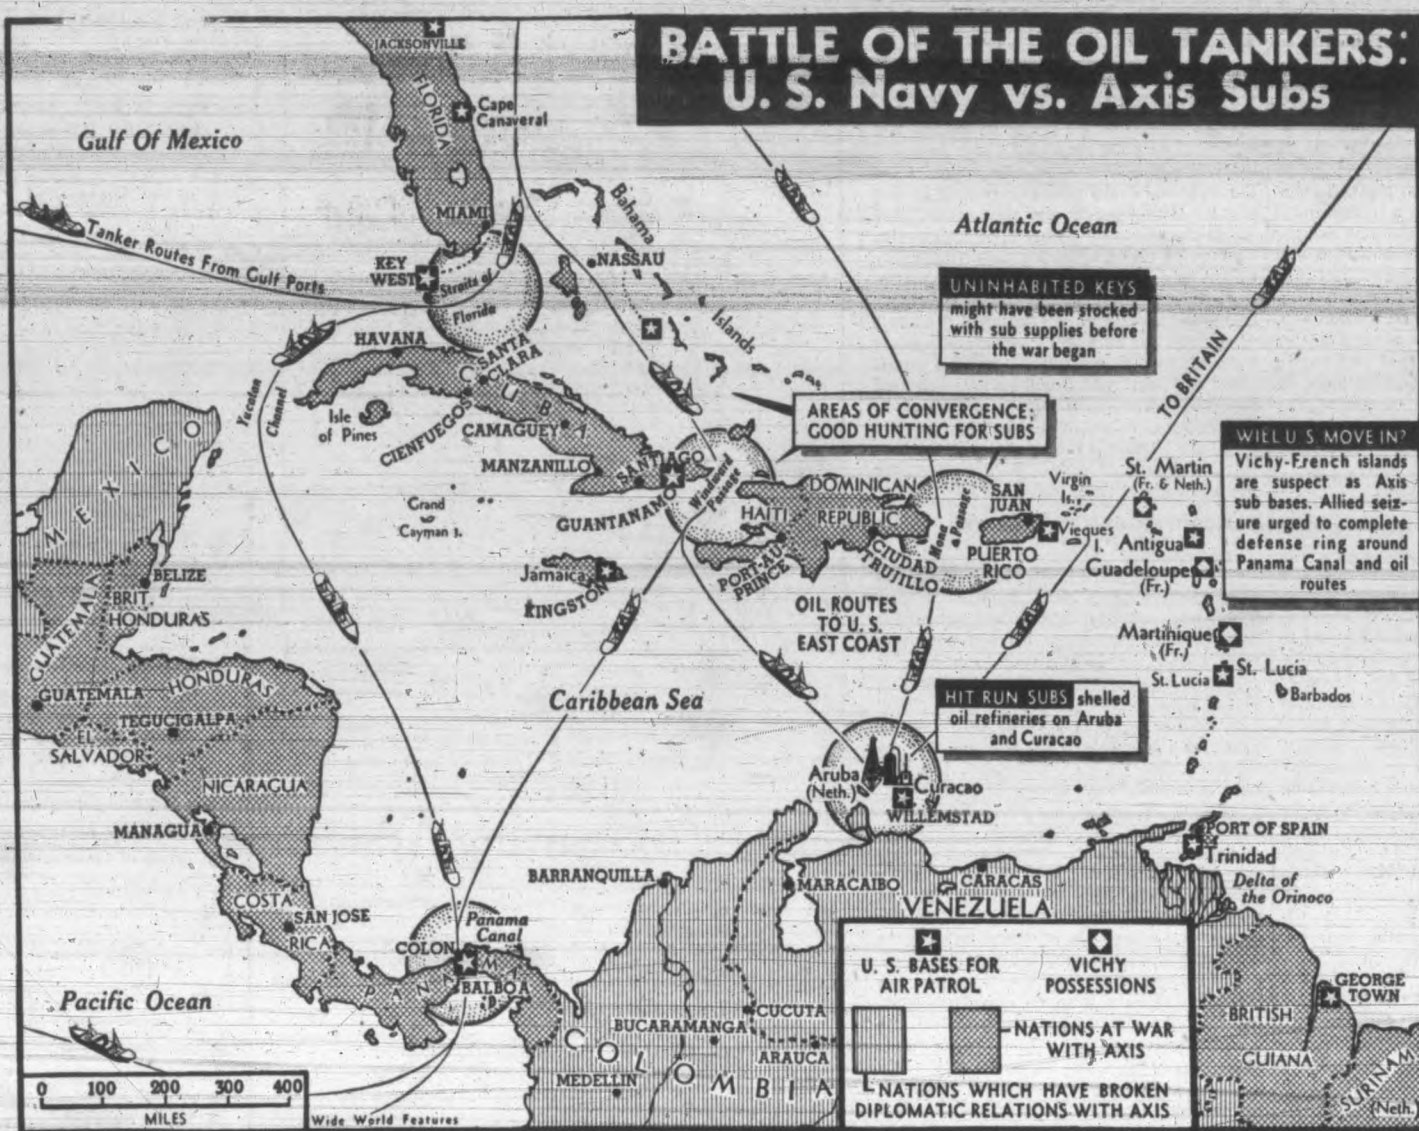 BATTLE OF THE OIL TANKERS:
U. S. Navy vs. Axis Subs
JACKSONVILLE
FLORIDA
Cape
Canaveral
Gulf Of Mexico
MIAMI
Tanker Routes From Gulf Ports
KEY
WEST
Straits of
Florida
Bahama
Islands
NASSAU
Atlantic Ocean
UNINHABITED KEYS
might have been stocked
with sub supplies before
the war began
TO BRITAIN
HAVANA
SANTA
CLARA
CUBA
Yucatan
Channel
Isle
of Pines
CIENFUEGOS
CAMAGUEY
MANZANILLO
SANTIAGO
GUANTANAMO
Windward
Passage
AREAS OF CONVERGENCE;
GOOD HUNTING FOR SUBS
WILL U S MOVE IN?
Vichy-French islands
are suspect as Axis
sub bases. Allied seiz-
ure urged to complete
defense ring around
Panama Canal and oil
routes
MEXICO
Grand
Cayman I.
Jamaica
KINGSTON
HAITI
PORT-AU-
PRINCE
DOMINICAN
REPUBLIC
CIUDAD
TRUJILLO
Mona
Passage
SAN
JUAN
PUERTO
RICO
Virgin
Is.
Vieques
I.
St. Martin
(Fr. & Neth.)
Antigua
Guadeloupe
(Fr.)
Martinique
(Fr.)
St. Lucia
St. Lucia
Barbados
BELIZE
BRIT.
HONDURAS
GUATEMALA
GUATEMALA
HONDURAS
TEGUCIGALPA
EL
SALVADOR
NICARAGUA
MANAGUA
COSTA
RICA
SAN JOSE
OIL ROUTES
TO U. S.
EAST COAST
Caribbean Sea
HIT RUN SUBS shelled
oil refineries on Aruba
and Curacao
Aruba
(Neth.)
Curacao
WILLEMSTAD
PORT OF SPAIN
Trinidad
Delta of
the Orinoco
BARRANQUILLA
MARACAIBO
CARACAS
VENEZUELA
COLON
Panama
Canal
PANAMA
BALBOA
Pacific Ocean
CUCUTA
BUCARAMANGA
ARAUCA
MEDELLIN
COLOMBIA
U. S. BASES FOR
AIR PATROL
VICHY
POSSESSIONS
NATIONS AT WAR
WITH AXIS
NATIONS WHICH HAVE BROKEN
DIPLOMATIC RELATIONS WITH AXIS
GEORGE
TOWN
BRITISH
GUIANA
SURINAM
(Neth.)
0 100 200 300 400
MILES
Wide World Features